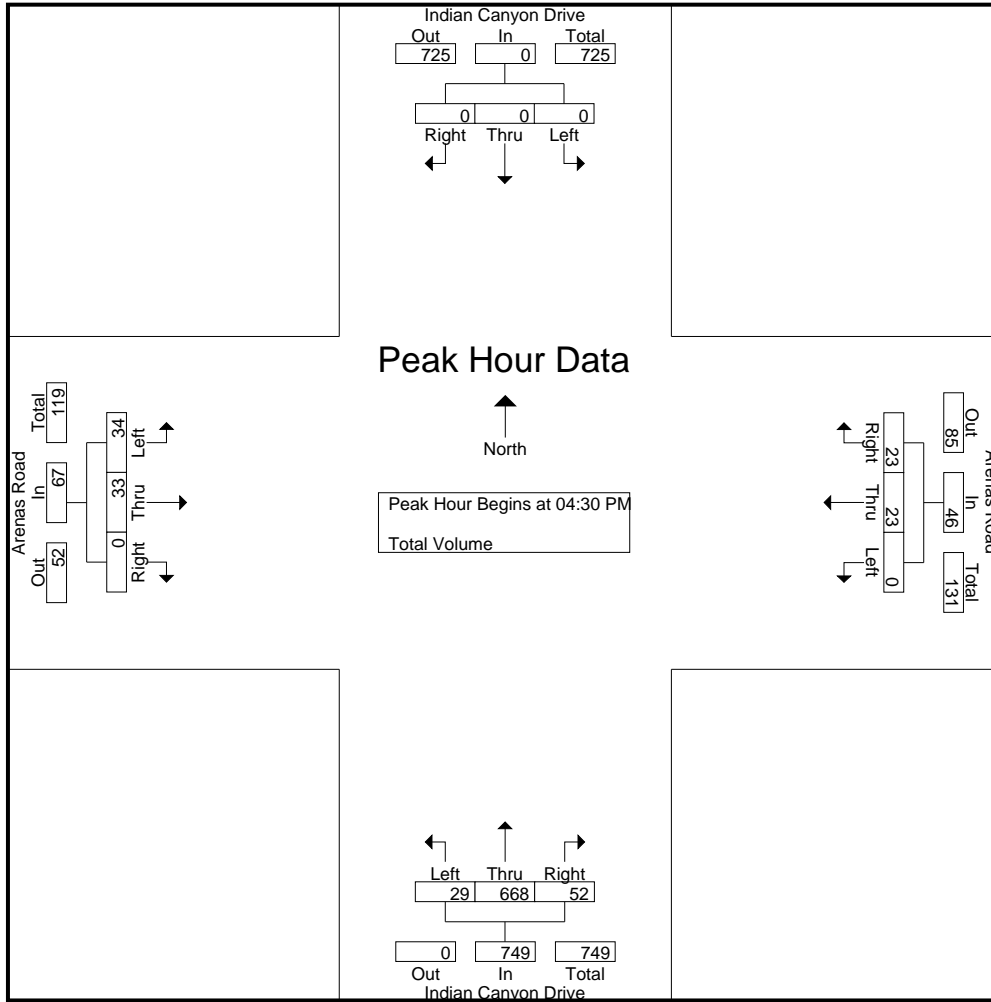 Indian Canyon Drive
Out In Total
725 0 725
0 0 0
Right Thru Left
Peak Hour Data
North
Peak Hour Begins at 04:30 PM
Total Volume
Arenas Road
Total In Out
119 67 52
34 33 0
Left Thru Right
Right Thru Left
23 23 0
85 46 131
Out In Total
Arenas Road
Left Thru Right
29 668 52
0 749 749
Out In Total
Indian Canyon Drive